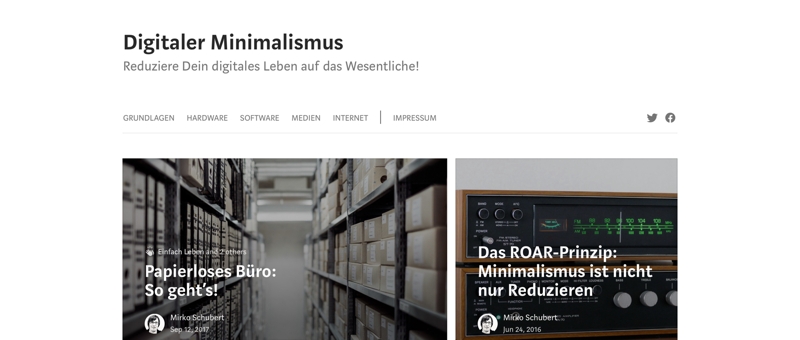 Digitaler Minimalismus
Reduziere Dein digitales Leben auf das Wesentliche!
GRUNDLAGEN HARDWARE SOFTWARE MEDIEN INTERNET IMPRESSUM
Einfach Leben and 2 others
Papierloses Büro:
So geht's!
Mirko Schubert
Sep 12, 2017
Das ROAR-Prinzip:
Minimalismus ist nicht
nur Reduzieren
Mirko Schubert
Jun 24, 2016